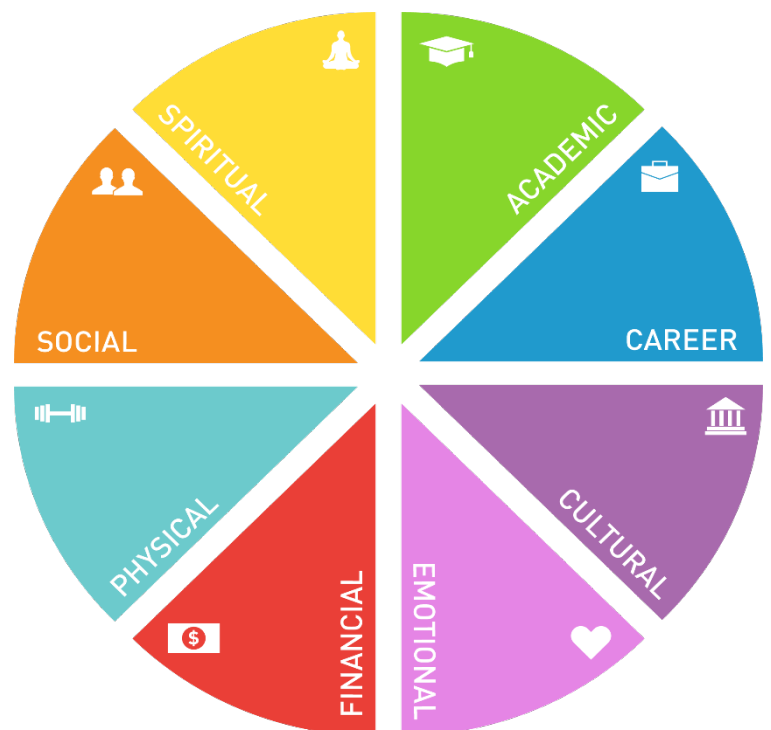 SPIRITUAL
ACADEMIC
SOCIAL
CAREER
PHYSICAL
CULTURAL
FINANCIAL
$
EMOTIONAL